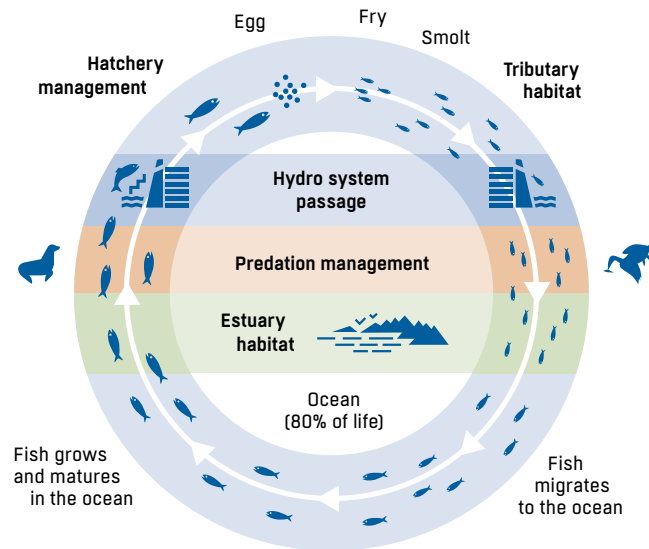 Egg
Fry
Smolt
Hatchery
management
Tributary
habitat
Hydro system
passage
Predation management
Estuary
habitat
Ocean
(80% of life)
Fish grows
and matures
in the ocean
Fish
migrates
to the ocean